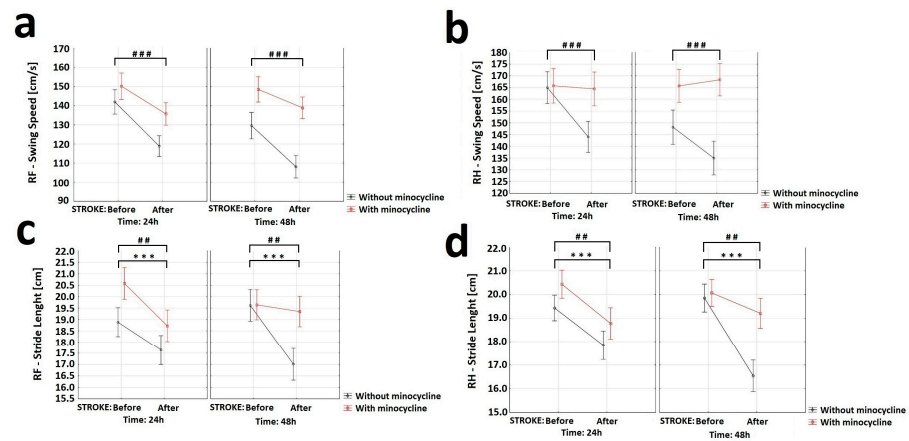 a
RF - Swing Speed [cm/s]
170
160
150
140
130
120
110
100
90
# # #
# # #
STROKE: Before After
Before After
Time: 24h
Time: 48h
Without minocycline
With minocycline
b
RH - Swing Speed [cm/s]
180
175
170
165
160
155
150
145
140
135
130
125
120
# # #
# # #
STROKE: Before After
Before After
Time: 24h
Time: 48h
Without minocycline
With minocycline
c
RF - Stride Lenght [cm]
22.0
21.5
21.0
20.5
20.0
19.5
19.0
18.5
18.0
17.5
17.0
16.5
16.0
15.5
# #
* * *
# #
* * *
STROKE: Before After
Before After
Time: 24h
Time: 48h
Without minocycline
With minocycline
d
RH - Stride Lenght [cm]
22.0
21.0
20.0
19.0
18.0
17.0
16.0
15.0
# #
* * *
# #
* * *
STROKE: Before After
Before After
Time: 24h
Time: 48h
Without minocycline
With minocycline